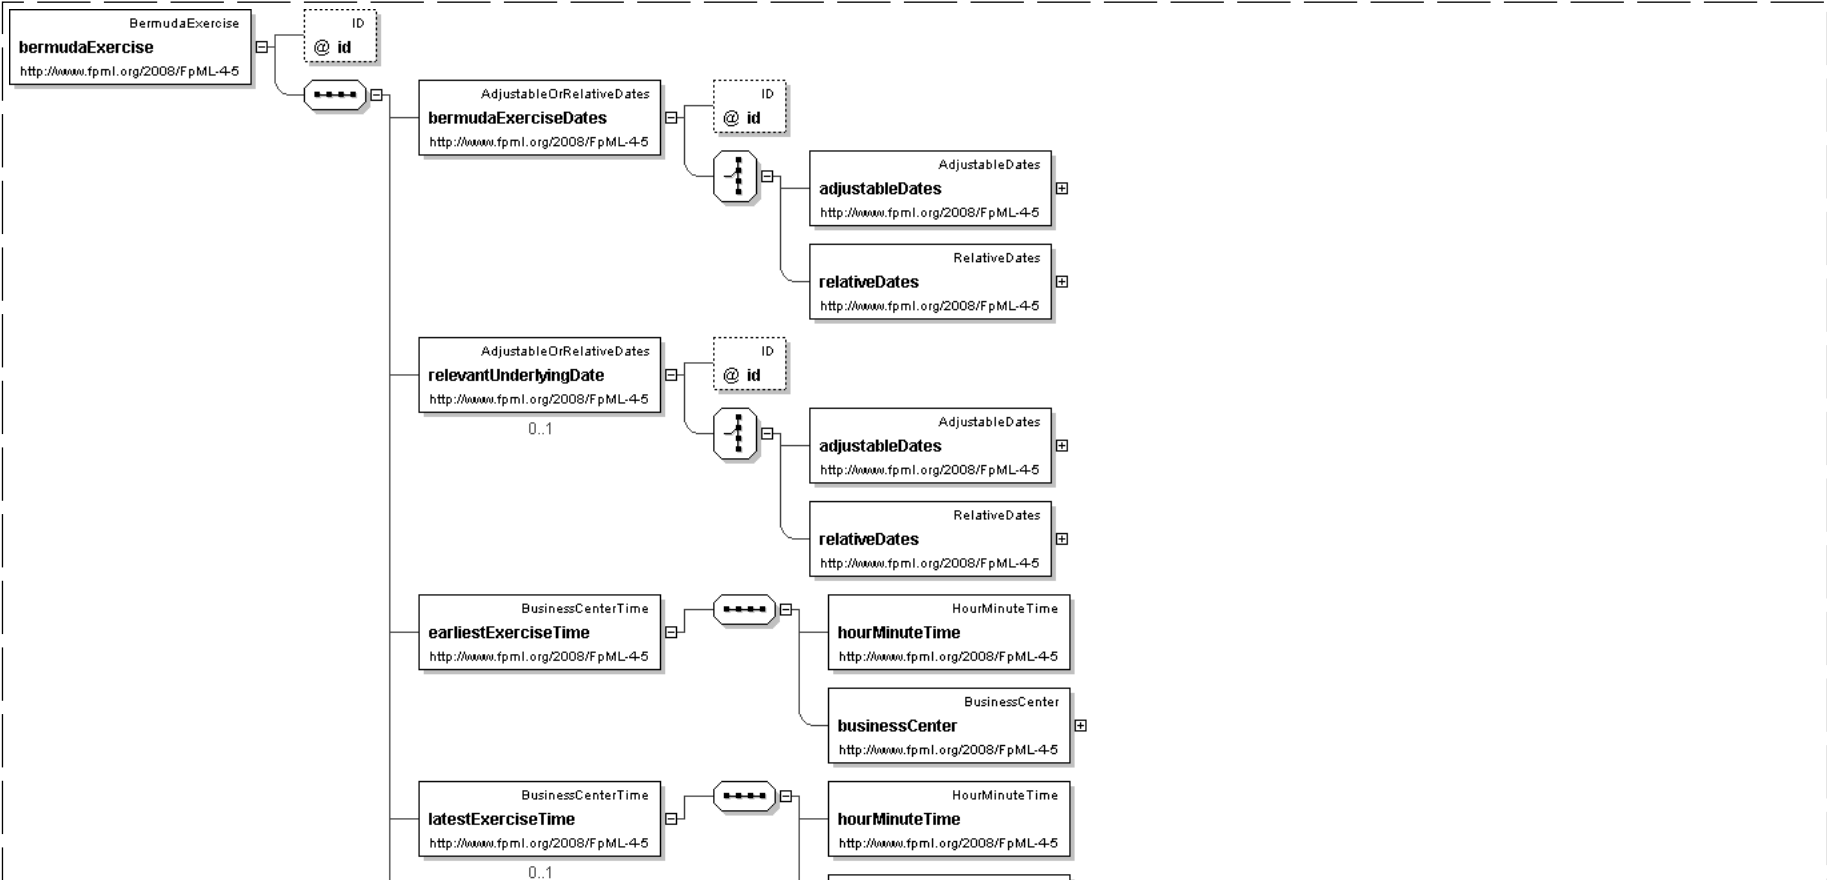 BermudaExercise
bermudaExercise
http://www.fpml.org/2008/FpML-4-5
ID
@ id
AdjustableOrRelativeDates
bermudaExerciseDates
http://www.fpml.org/2008/FpML-4-5
ID
@ id
AdjustableDates
adjustableDates
http://www.fpml.org/2008/FpML-4-5
RelativeDates
relativeDates
http://www.fpml.org/2008/FpML-4-5
AdjustableOrRelativeDates
relevantUnderlyingDate
http://www.fpml.org/2008/FpML-4-5
0..1
ID
@ id
AdjustableDates
adjustableDates
http://www.fpml.org/2008/FpML-4-5
RelativeDates
relativeDates
http://www.fpml.org/2008/FpML-4-5
BusinessCenterTime
earliestExerciseTime
http://www.fpml.org/2008/FpML-4-5
HourMinuteTime
hourMinuteTime
http://www.fpml.org/2008/FpML-4-5
BusinessCenter
businessCenter
http://www.fpml.org/2008/FpML-4-5
BusinessCenterTime
latestExerciseTime
http://www.fpml.org/2008/FpML-4-5
0..1
HourMinuteTime
hourMinuteTime
http://www.fpml.org/2008/FpML-4-5